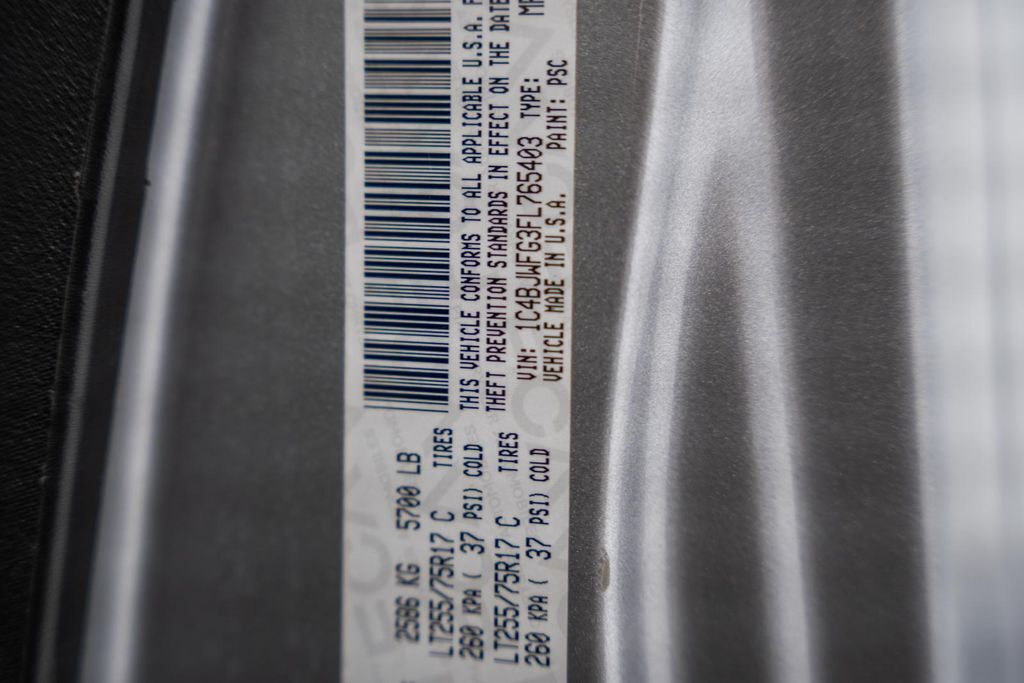 2586 KG 5700 LB
LT255/75R17 C TIRES
260 KPA ( 37 PSI) COLD
LT255/75R17 C TIRES
260 KPA ( 37 PSI) COLD
THIS VEHICLE CONFORMS TO ALL APPLICABLE U.S.A.
THEFT PREVENTION STANDARDS IN EFFECT ON THE DATE
VIN: 1C4BJWFG3FL765403 TYPE:
VEHICLE MADE IN U.S.A. PAINT: PSC